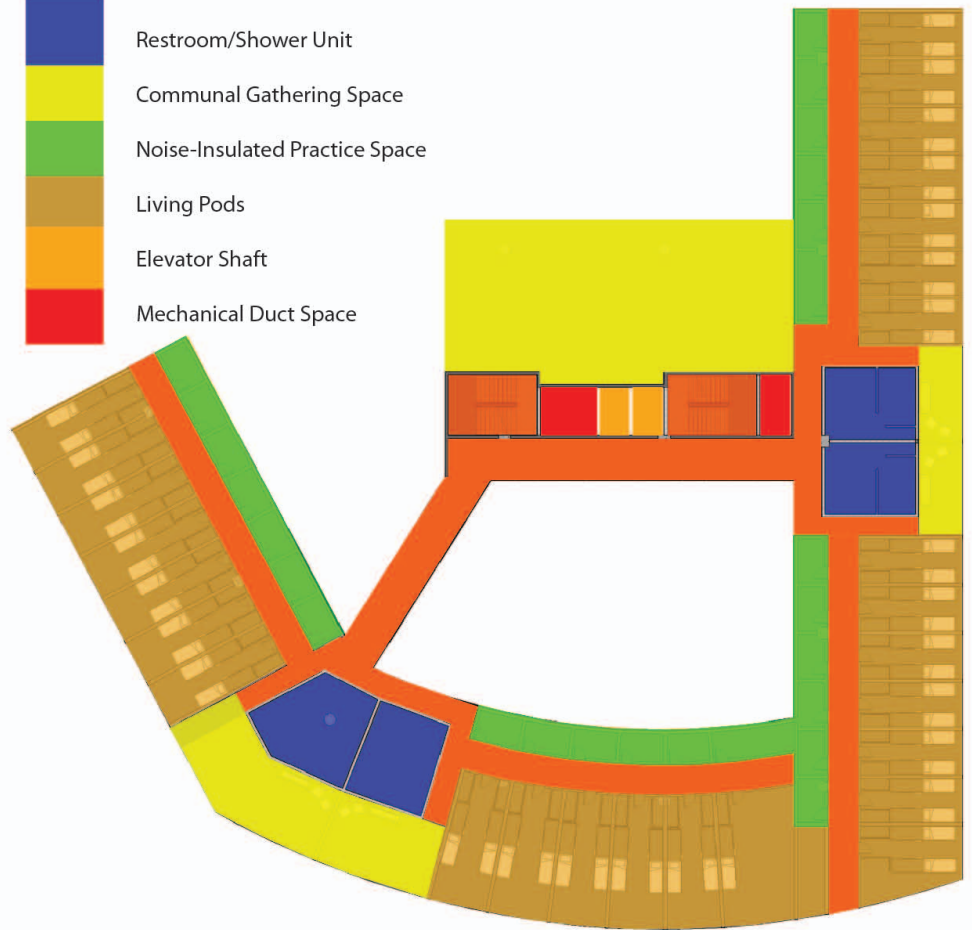 Restroom/Shower Unit
Communal Gathering Space
Noise-Insulated Practice Space
Living Pods
Elevator Shaft
Mechanical Duct Space